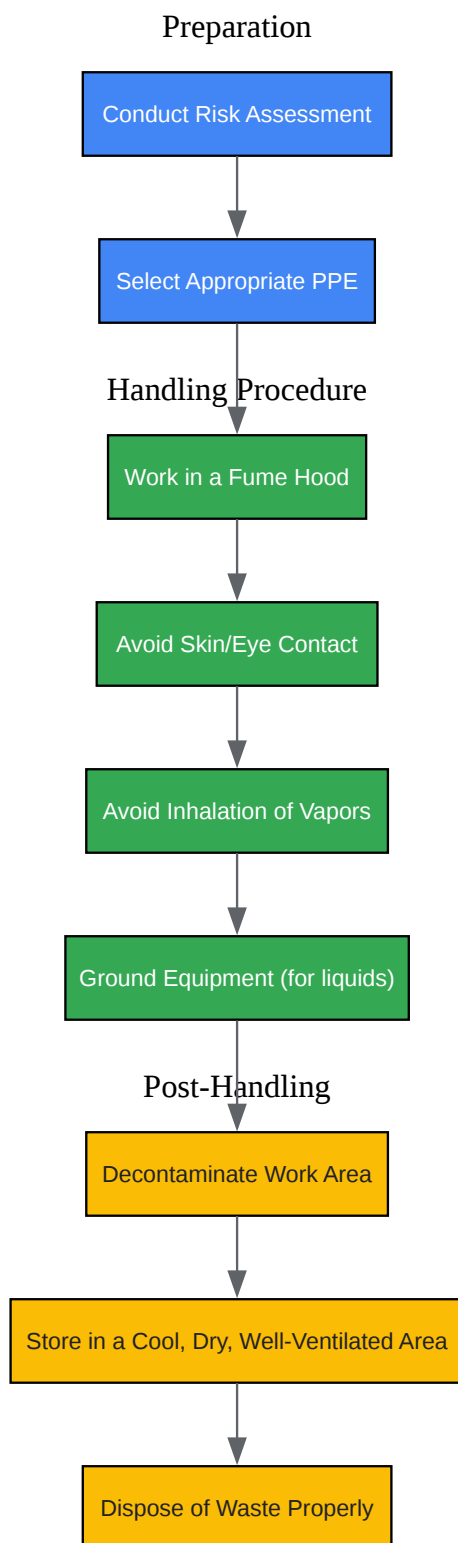 Preparation
Conduct Risk Assessment
Select Appropriate PPE
Handling Procedure
Work in a Fume Hood
Avoid Skin/Eye Contact
Avoid Inhalation of Vapors
Ground Equipment (for liquids)
Post-Handling
Decontaminate Work Area
Store in a Cool, Dry, Well-Ventilated Area
Dispose of Waste Properly